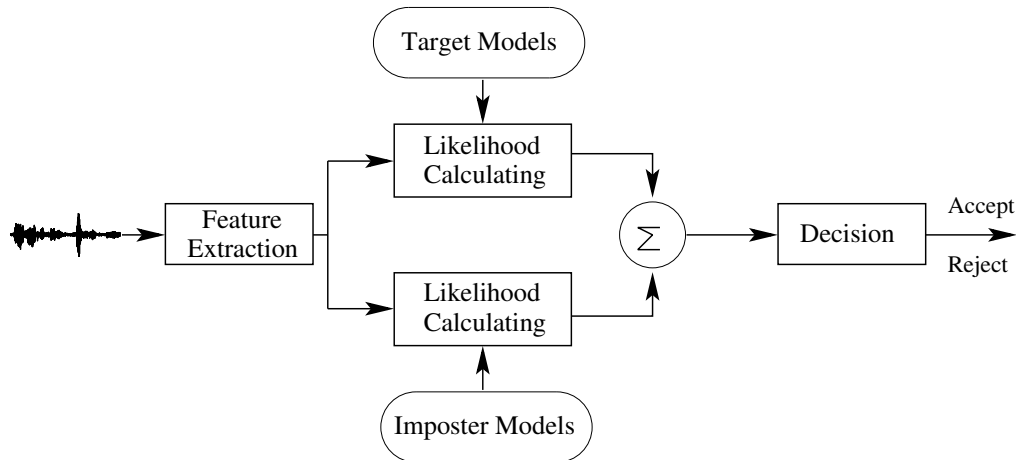 Target Models
Likelihood
Calculating
Feature
Extraction
Σ
Decision
Accept
Reject
Likelihood
Calculating
Imposter Models